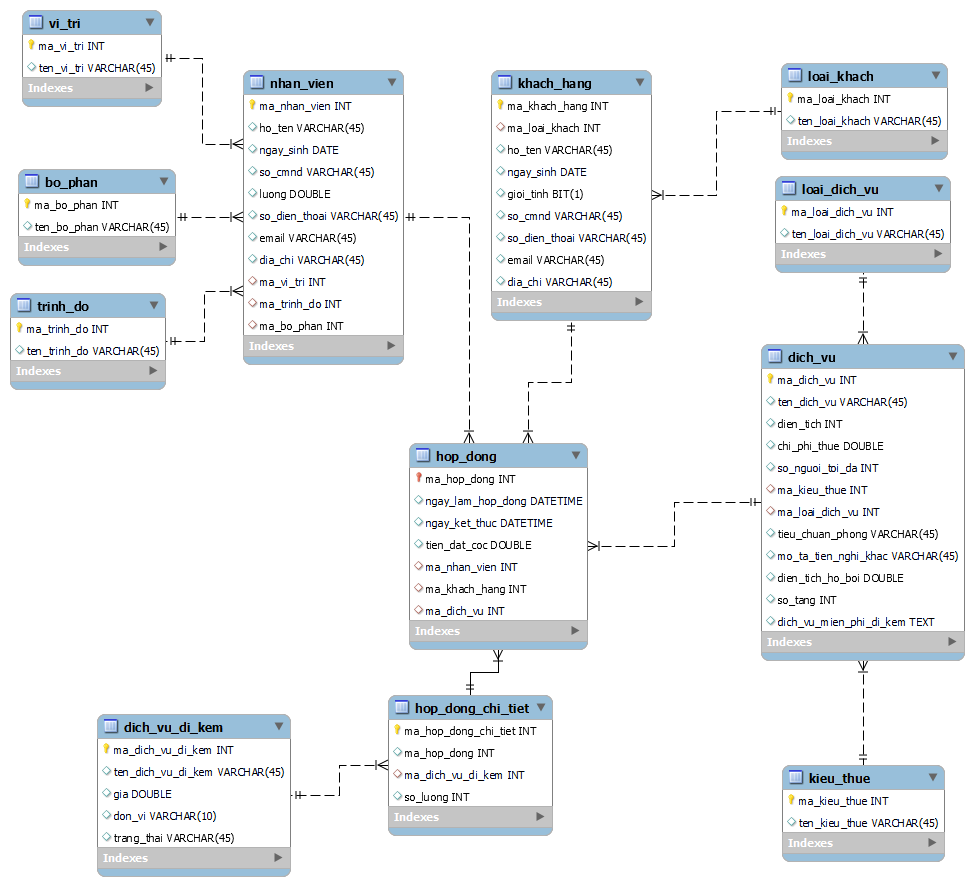 vi_tri
ma_vi_tri INT
ten_vi_tri VARCHAR(45)
Indexes
nhan_vien
ma_nhan_vien INT
ho_ten VARCHAR(45)
ngay_sinh DATE
so_cmnd VARCHAR(45)
luong DOUBLE
so_dien_thoai VARCHAR(45)
email VARCHAR(45)
dia_chi VARCHAR(45)
ma_vi_tri INT
ma_trinh_do INT
ma_bo_phan INT
Indexes
khach_hang
ma_khach_hang INT
ma_loai_khach INT
ho_ten VARCHAR(45)
ngay_sinh DATE
gioi_tinh BIT(1)
so_cmnd VARCHAR(45)
so_dien_thoai VARCHAR(45)
email VARCHAR(45)
dia_chi VARCHAR(45)
Indexes
loai_khach
ma_loai_khach INT
ten_loai_khach VARCHAR(45)
Indexes
bo_phan
ma_bo_phan INT
ten_bo_phan VARCHAR(45)
Indexes
loai_dich_vu
ma_loai_dich_vu INT
ten_loai_dich_vu VARCHAR(45)
Indexes
trinh_do
ma_trinh_do INT
ten_trinh_do VARCHAR(45)
Indexes
dich_vu
ma_dich_vu INT
ten_dich_vu VARCHAR(45)
dien_tich INT
chi_phi_thue DOUBLE
so_nguoi_toi_da INT
ma_kieu_thue INT
ma_loai_dich_vu INT
tieu_chuan_phong VARCHAR(45)
mo_ta_tien_nghi_khac VARCHAR(45)
dien_tich_ho_boi DOUBLE
so_tang INT
dich_vu_mien_phi_di_kem TEXT
Indexes
hop_dong
ma_hop_dong INT
ngay_lam_hop_dong DATETIME
ngay_ket_thuc DATETIME
tien_dat_coc DOUBLE
ma_nhan_vien INT
ma_khach_hang INT
ma_dich_vu INT
Indexes
hop_dong_chi_tiet
ma_hop_dong_chi_tiet INT
ma_hop_dong INT
ma_dich_vu_di_kem INT
so_luong INT
Indexes
dich_vu_di_kem
ma_dich_vu_di_kem INT
ten_dich_vu_di_kem VARCHAR(45)
gia DOUBLE
don_vi VARCHAR(10)
trang_thai VARCHAR(45)
Indexes
kieu_thue
ma_kieu_thue INT
ten_kieu_thue VARCHAR(45)
Indexes